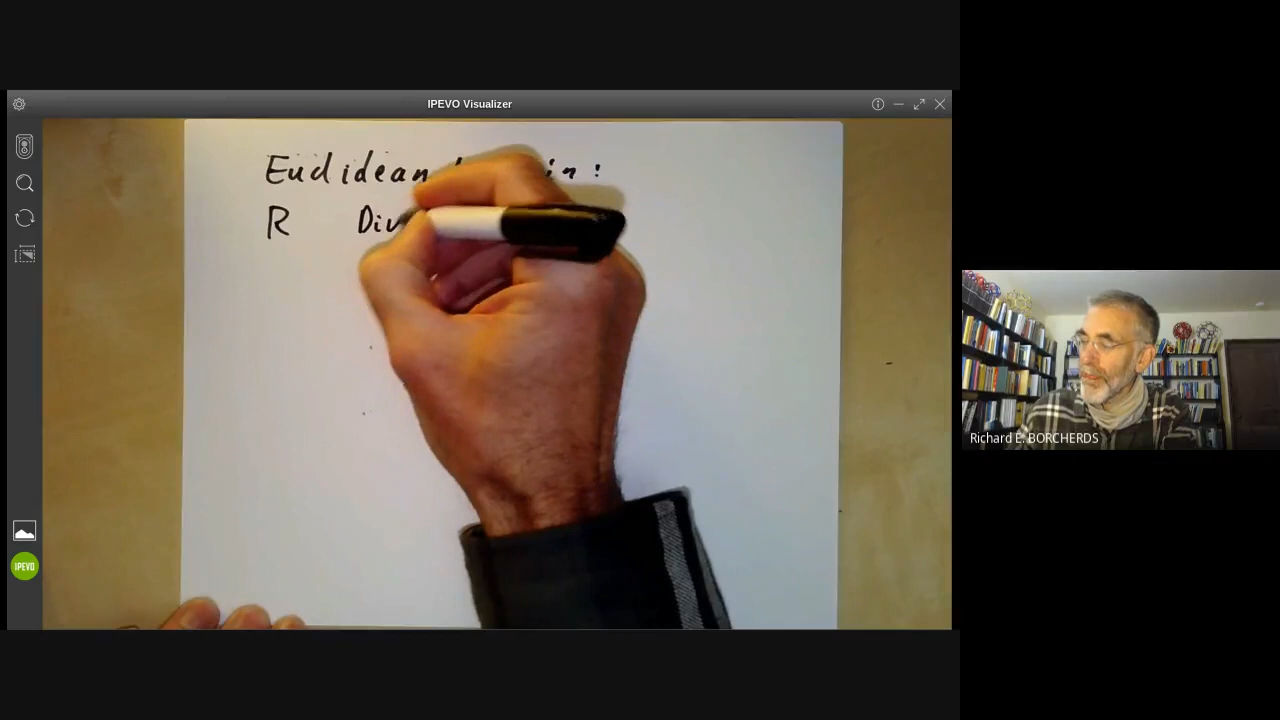 IPEVO Visualizer
Euclidean
R Div
IPEVO
Richard E. BORCHERDS